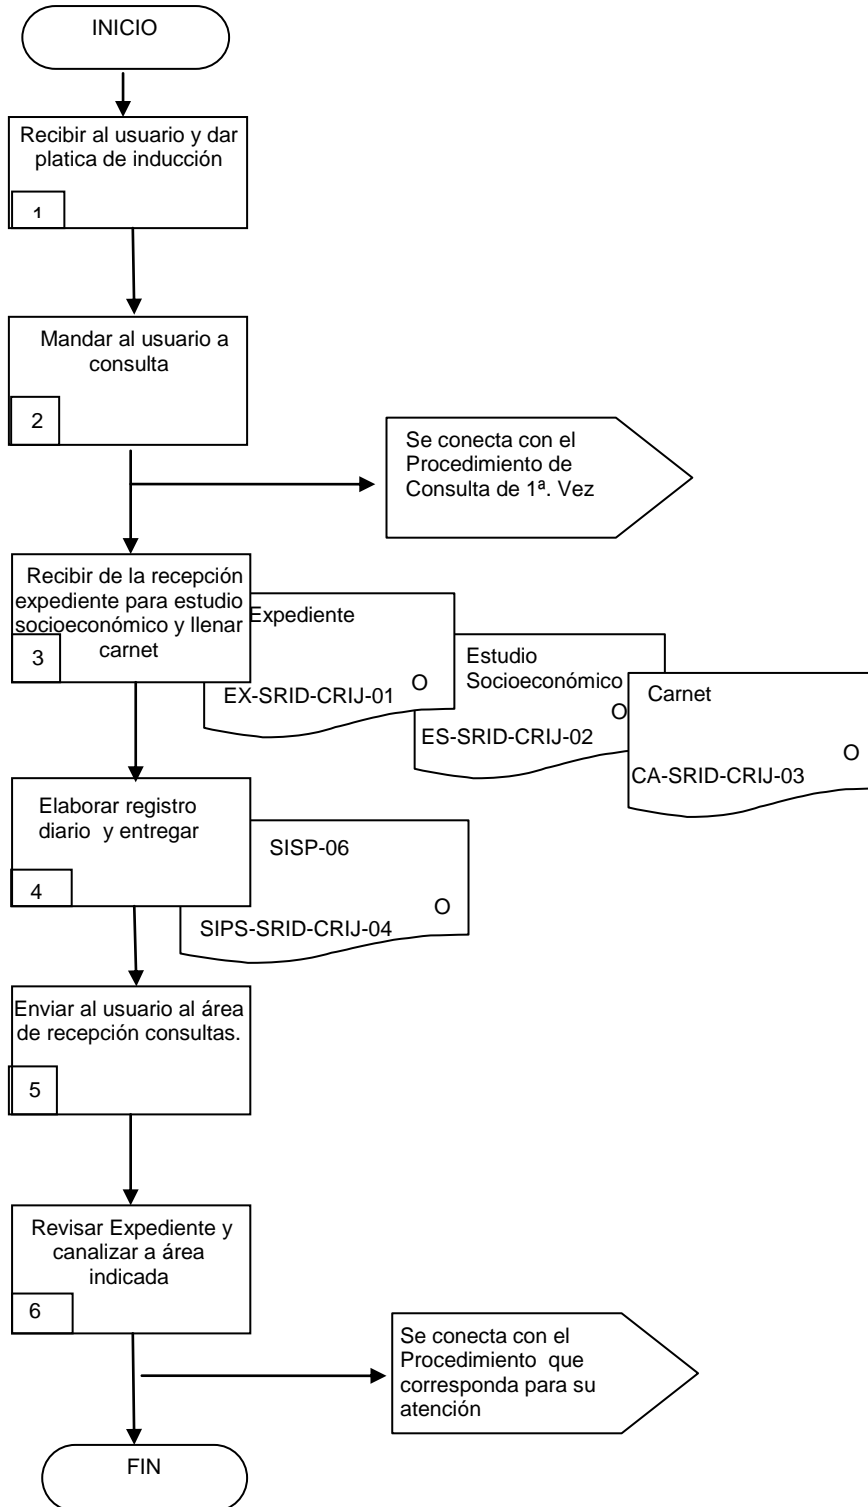 INICIO
Recibir al usuario y dar
platica de inducción
1
Mandar al usuario a
consulta
2
Se conecta con el
Procedimiento de
Consulta de 1ª. Vez
Recibir de la recepción
expediente para estudio
socioeconómico y llenar
carnet
3
Expediente
O
EX-SRID-CRIJ-01
Estudio
Socioeconómico
O
ES-SRID-CRIJ-02
Carnet
O
CA-SRID-CRIJ-03
Elaborar registro
diario y entregar
4
SISP-06
O
SIPS-SRID-CRIJ-04
Enviar al usuario al área
de recepción consultas.
5
Revisar Expediente y
canalizar a área
indicada
6
Se conecta con el
Procedimiento que
corresponda para su
atención
FIN